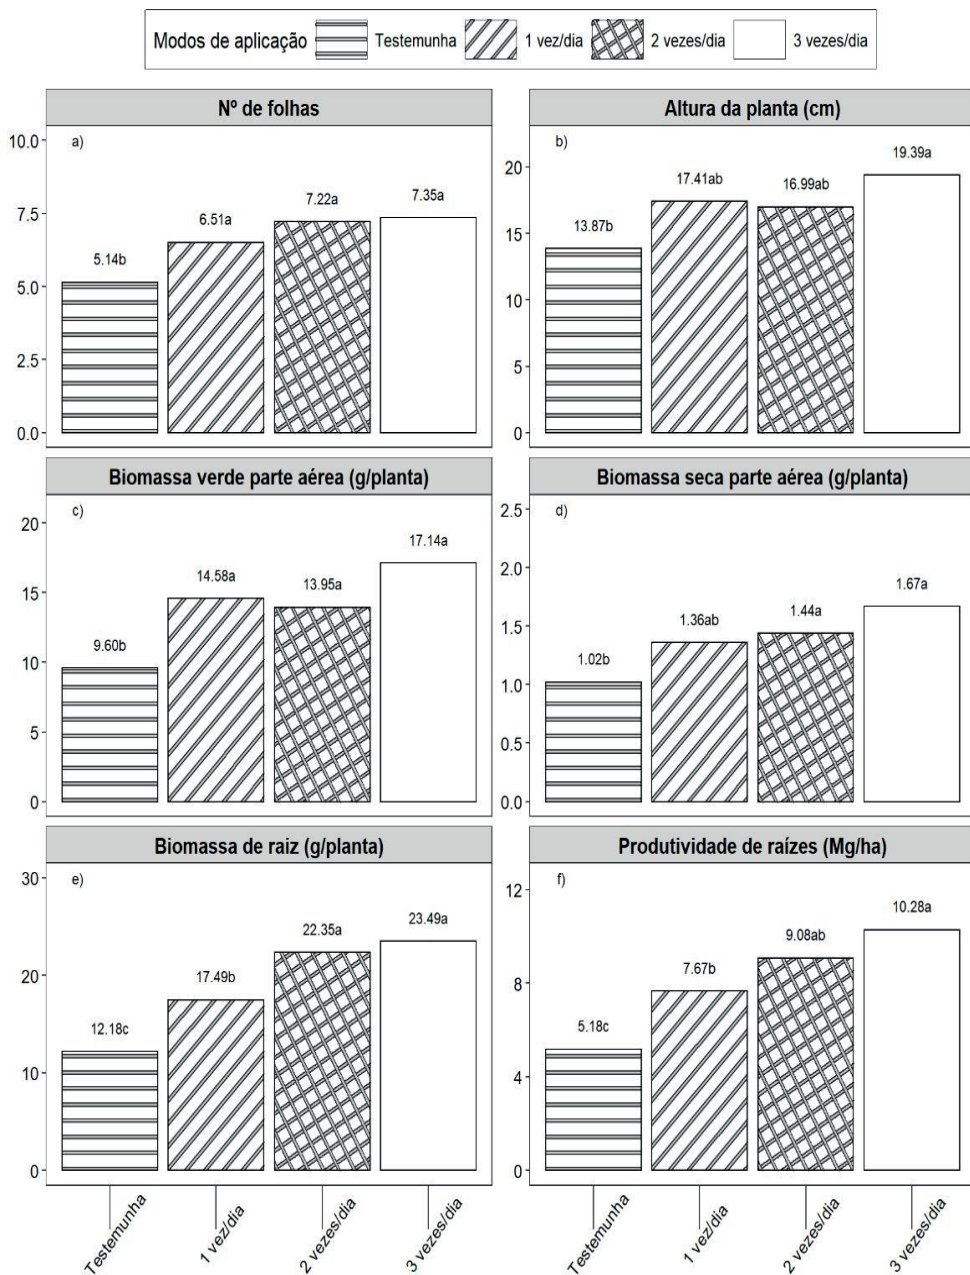 Modos de aplicação Testemunha 1 vez/dia 2 vezes/dia 3 vezes/dia
Nº de folhas
a)
10.0
7.5
5.0
2.5
0.0
5.14b
6.51a
7.22a
7.35a
Altura da planta (cm)
b)
20
15
10
5
0
13.87b
17.41ab
16.99ab
19.39a
Biomassa verde parte aérea (g/planta)
c)
20
15
10
5
0
9.60b
14.58a
13.95a
17.14a
Biomassa seca parte aérea (g/planta)
d)
2.5
2.0
1.5
1.0
0.5
0.0
1.02b
1.36ab
1.44a
1.67a
Biomassa de raiz (g/planta)
e)
30
20
10
0
12.18c
17.49b
22.35a
23.49a
Produtividade de raízes (Mg/ha)
f)
12
8
4
0
5.18c
7.67b
9.08ab
10.28a
Testemunha
1 vez/dia
2 vezes/dia
3 vezes/dia
Testemunha
1 vez/dia
2 vezes/dia
3 vezes/dia